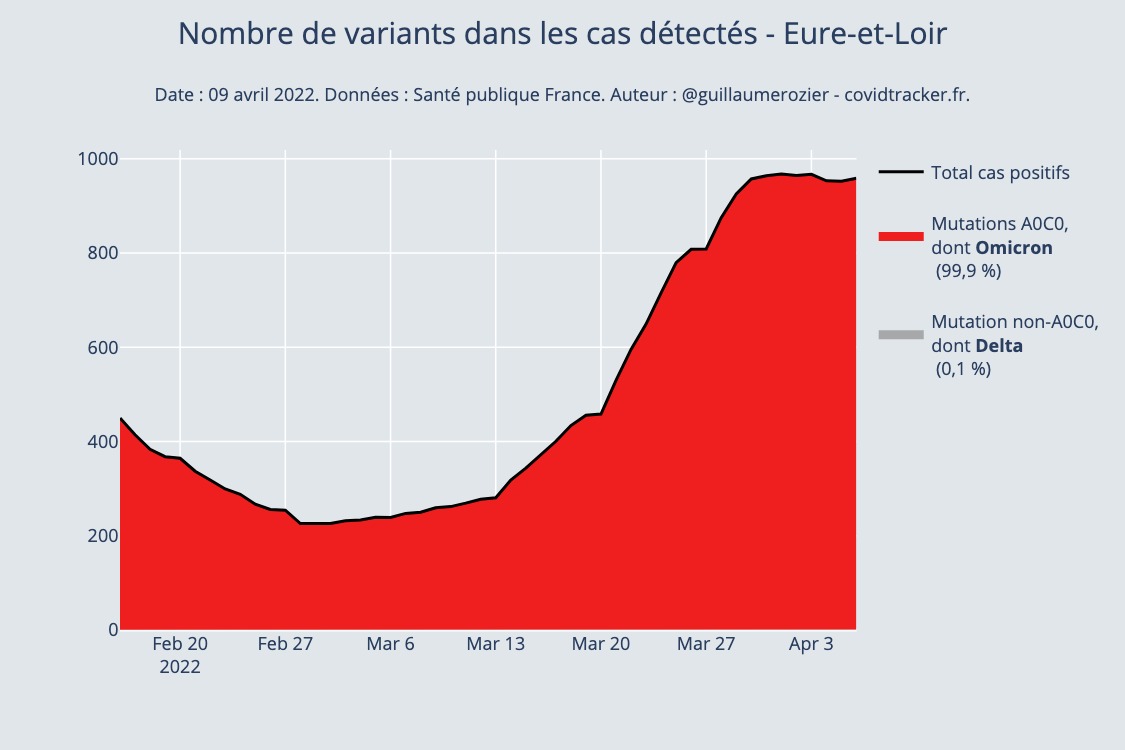 Nombre de variants dans les cas détectés - Eure-et-Loir
Date : 09 avril 2022. Données : Santé publique France. Auteur : @guillaumerozier - covidtracker.fr.
1000
800
600
400
200
0
Feb 20
2022
Feb 27
Mar 6
Mar 13
Mar 20
Mar 27
Apr 3
Total cas positifs
Mutations A0C0,
dont Omicron
(99,9 %)
Mutation non-A0C0,
dont Delta
(0,1 %)